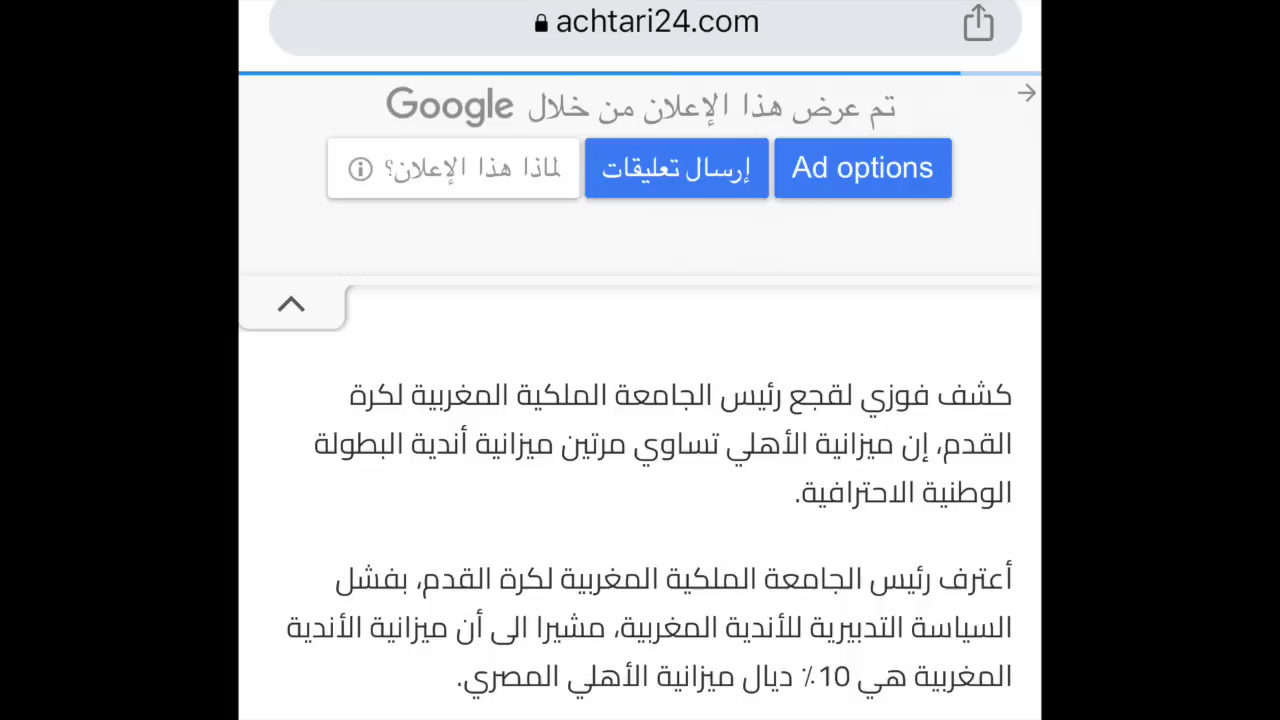 achtari24.com
تم عرض هذا الإعلان من خلال Google
Ad options إرسال تعليقات لماذا هذا الإعلان؟
كشف فوزي لقجع رئيس الجامعة الملكية المغربية لكرة
القدم، إن ميزانية الأهلي تساوي مرتين ميزانية أندية البطولة
الوطنية الاحترافية.
أعترف رئيس الجامعة الملكية المغربية لكرة القدم، بفشل
السياسة التدبيرية للأندية المغربية، مشيرا الى أن ميزانية الأندية
المغربية هي 10٪ ديال ميزانية الأهلي المصري.